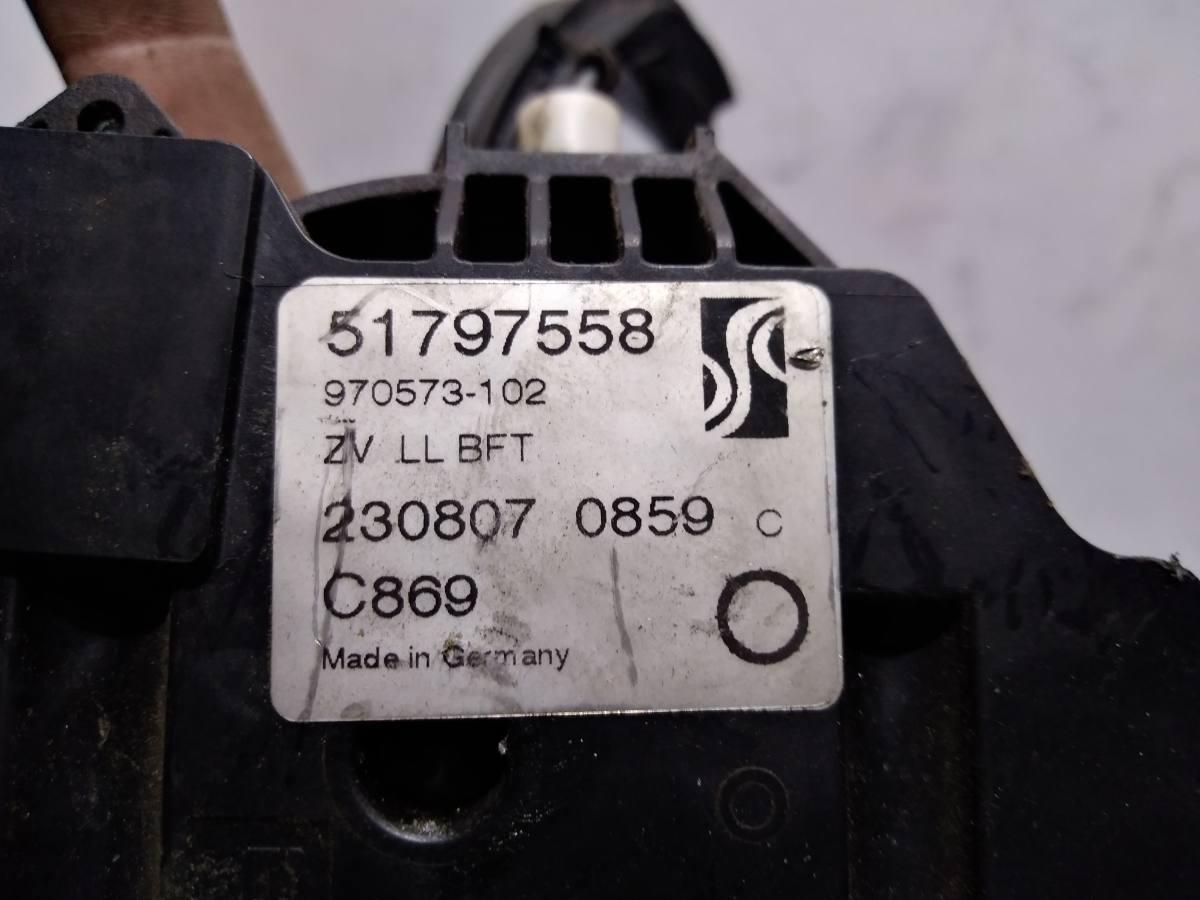 51797558
970573-102
ZV LL BFT
230807 0859 C
C869
Made in Germany